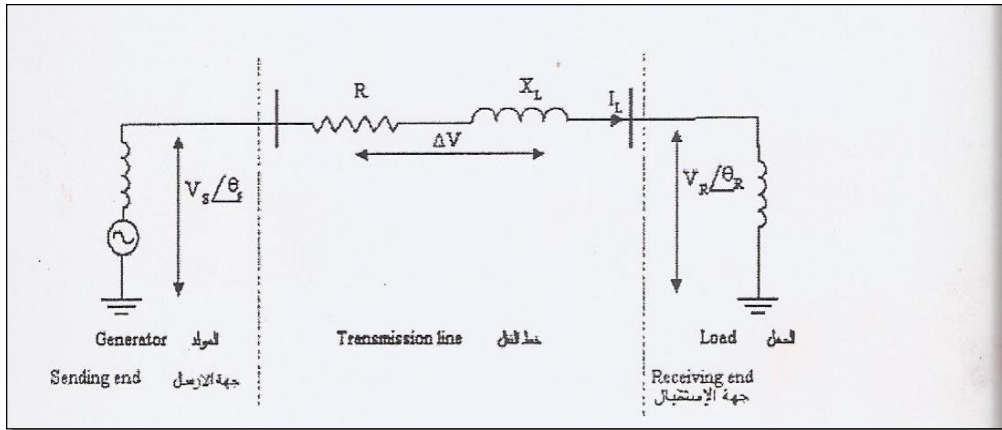 R
X̄_L
I_L
ΔV
V_S∠θ_s
V_R∠θ_R
Generator المولد
Transmission line خط النقل
Load الحمل
Sending end جهة الارسال
Receiving end
جهة الإستقبال